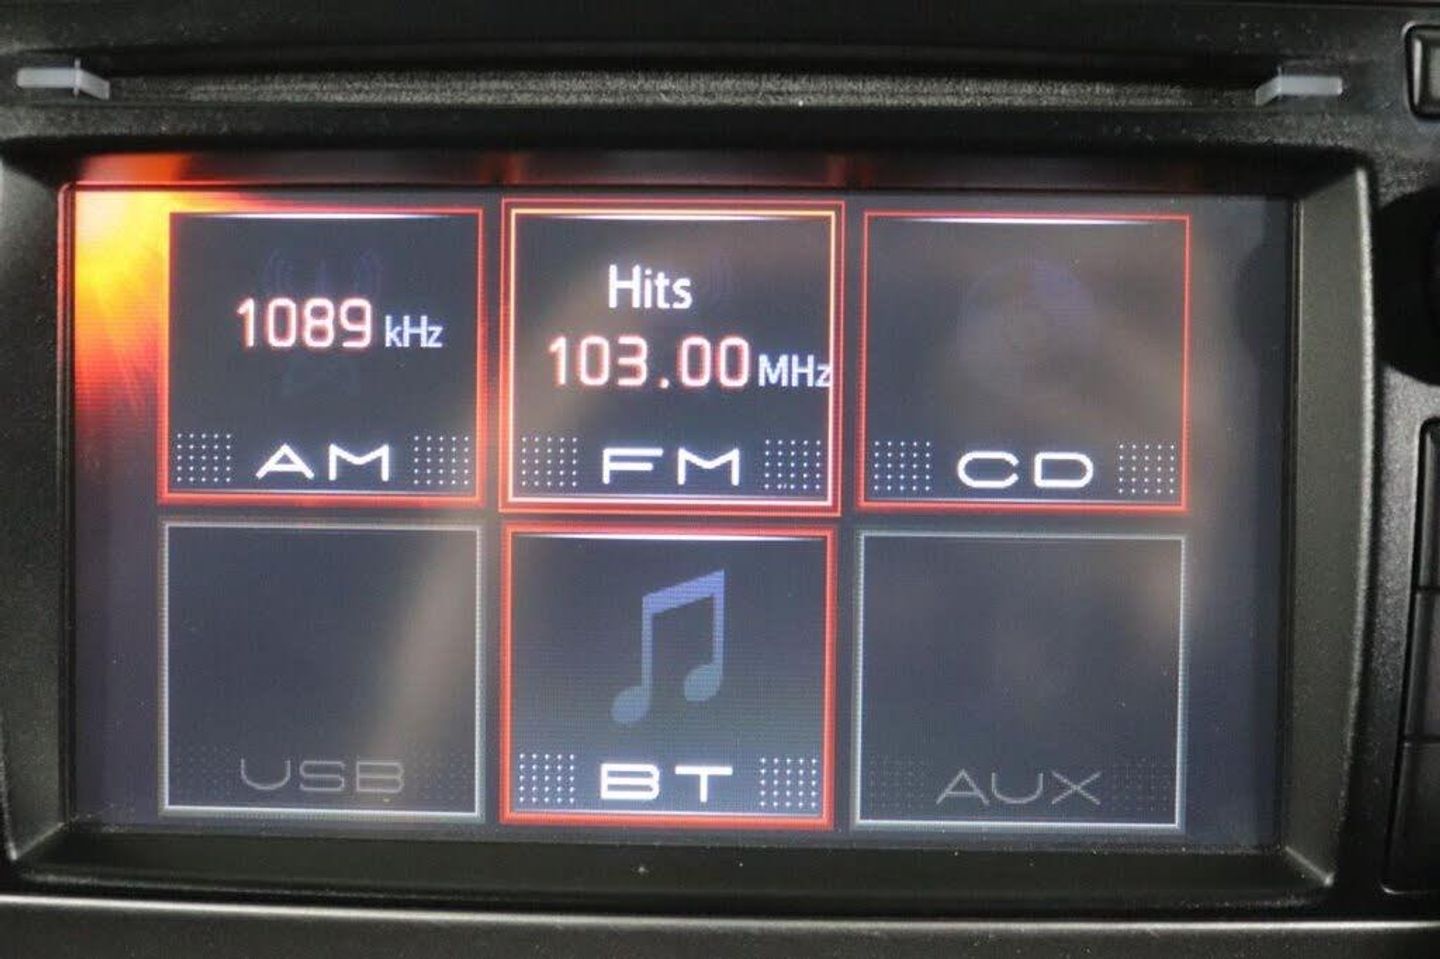 1089 kHz
AM
Hits
103.00 MHz
FM
CD
USB
BT
AUX